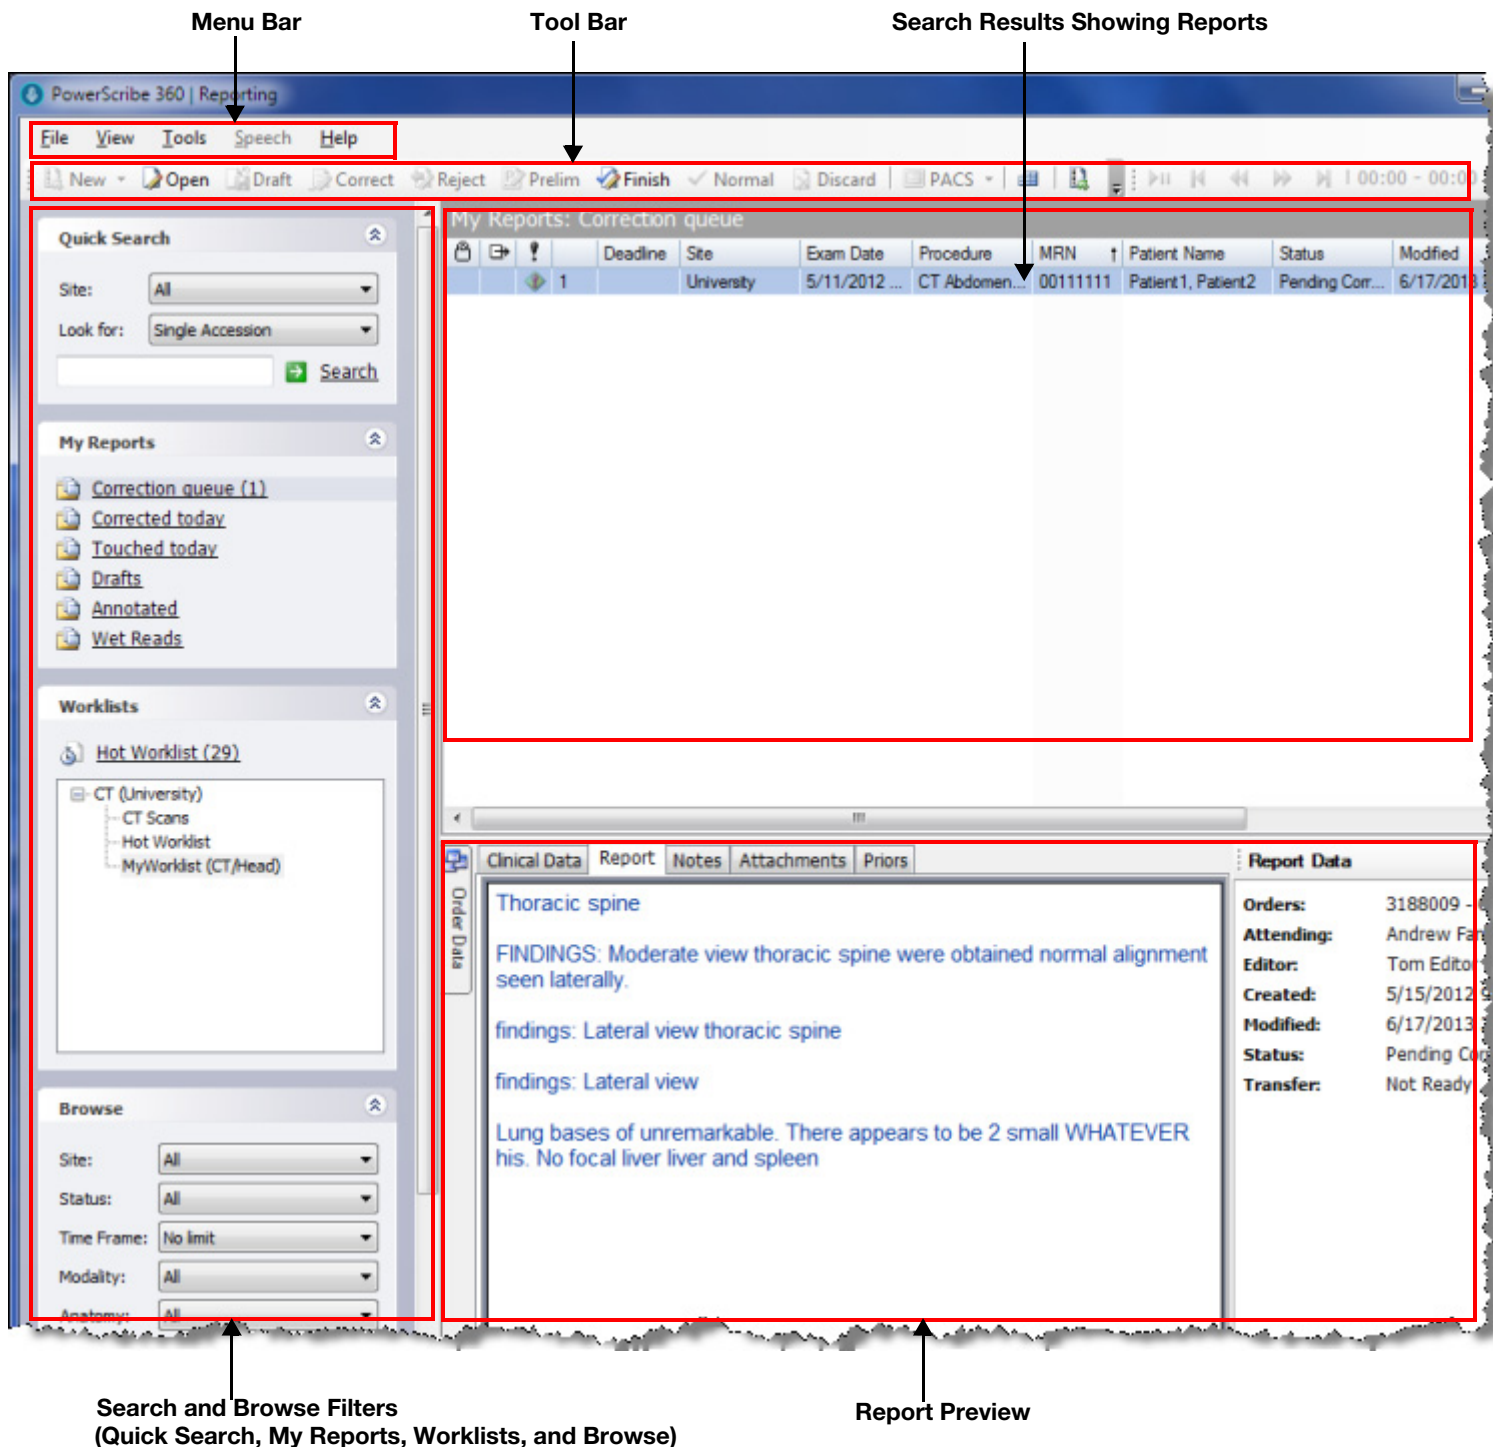 Menu Bar
Tool Bar
Search Results Showing Reports
PowerScribe 360 | Reporting
File View Tools Speech Help
New Open Draft Correct Reject Prelim Finish Normal Discard PACS 00:00 - 00:00
My Reports: Correction queue
Deadline Site Exam Date Procedure MRN Patient Name Status Modified
1 University 5/11/2012 ... CT Abdomen... 00111111 Patient1, Patient2 Pending Corr... 6/17/2013
Quick Search
Site: All
Look for: Single Accession
Search
My Reports
Correction queue (1)
Corrected today
Touched today
Drafts
Annotated
Wet Reads
Worklists
Hot Worklist (29)
CT (University)
CT Scans
Hot Worklist
MyWorklist (CT/Head)
Browse
Site: All
Status: All
Time Frame: No limit
Modality: All
Anatomy: All
Order Data
Clinical Data Report Notes Attachments Priors
Thoracic spine
FINDINGS: Moderate view thoracic spine were obtained normal alignment
seen laterally.
findings: Lateral view thoracic spine
findings: Lateral view
Lung bases of unremarkable. There appears to be 2 small WHATEVER
his. No focal liver liver and spleen
Report Data
Orders: 3188009 -
Attending: Andrew
Editor: Tom Editor
Created: 5/15/2012
Modified: 6/17/2013
Status: Pending
Transfer: Not Ready
Search and Browse Filters
(Quick Search, My Reports, Worklists, and Browse)
Report Preview